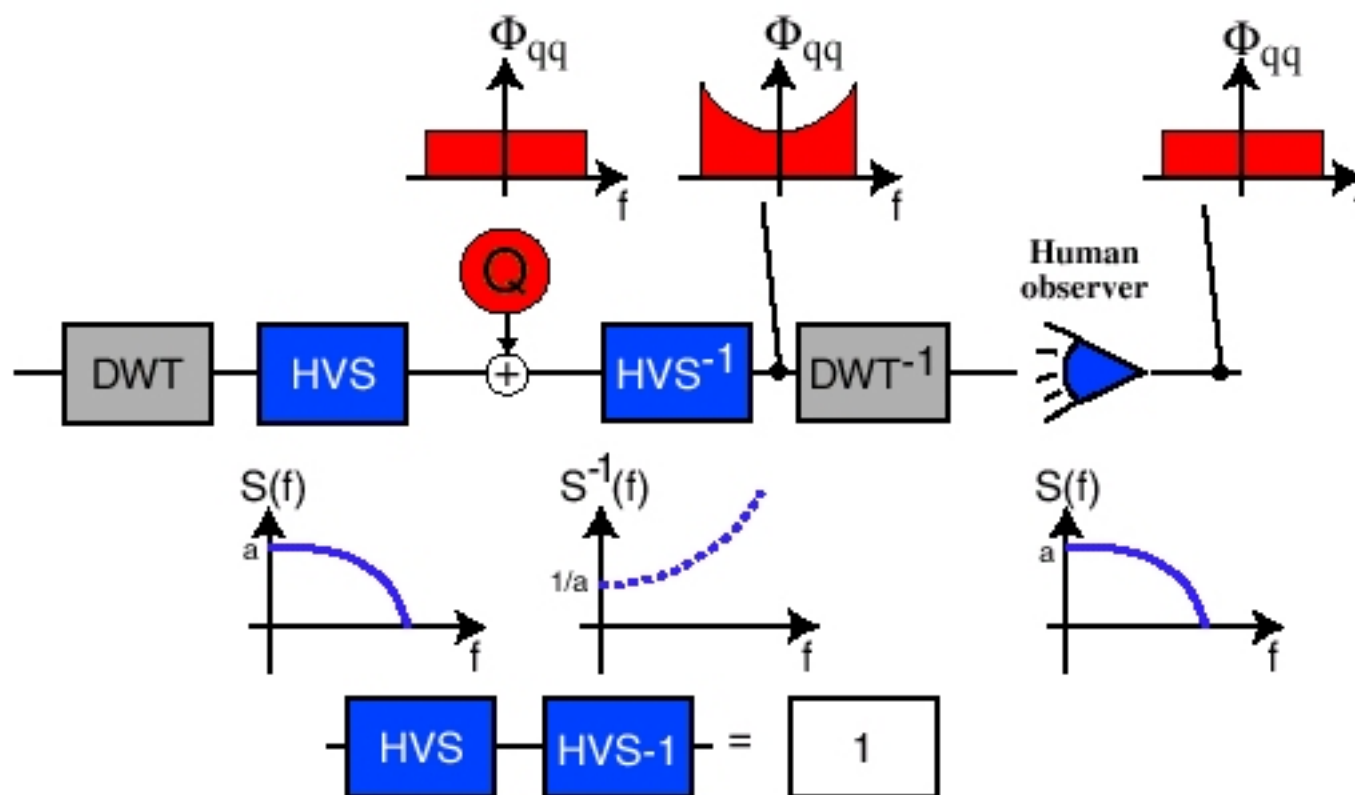 Φqq Φqq Φqq
f f
Q
Human
observer
DWT HVS + HVS-1 DWT-1
S(f) S-1(f) S(f)
a 1/a a
f f f
HVS HVS-1 = 1